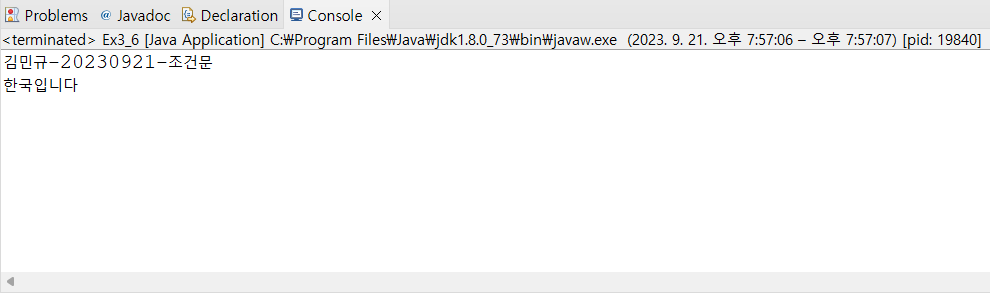 Problems @ Javadoc Declaration Console
<terminated> Ex3_6 [Java Application] C:₩Program Files₩Java₩jdk1.8.0_73₩bin₩javaw.exe (2023. 9. 21. 오후 7:57:06 – 오후 7:57:07) [pid: 19840]
김민규-20230921-조건문
한국입니다